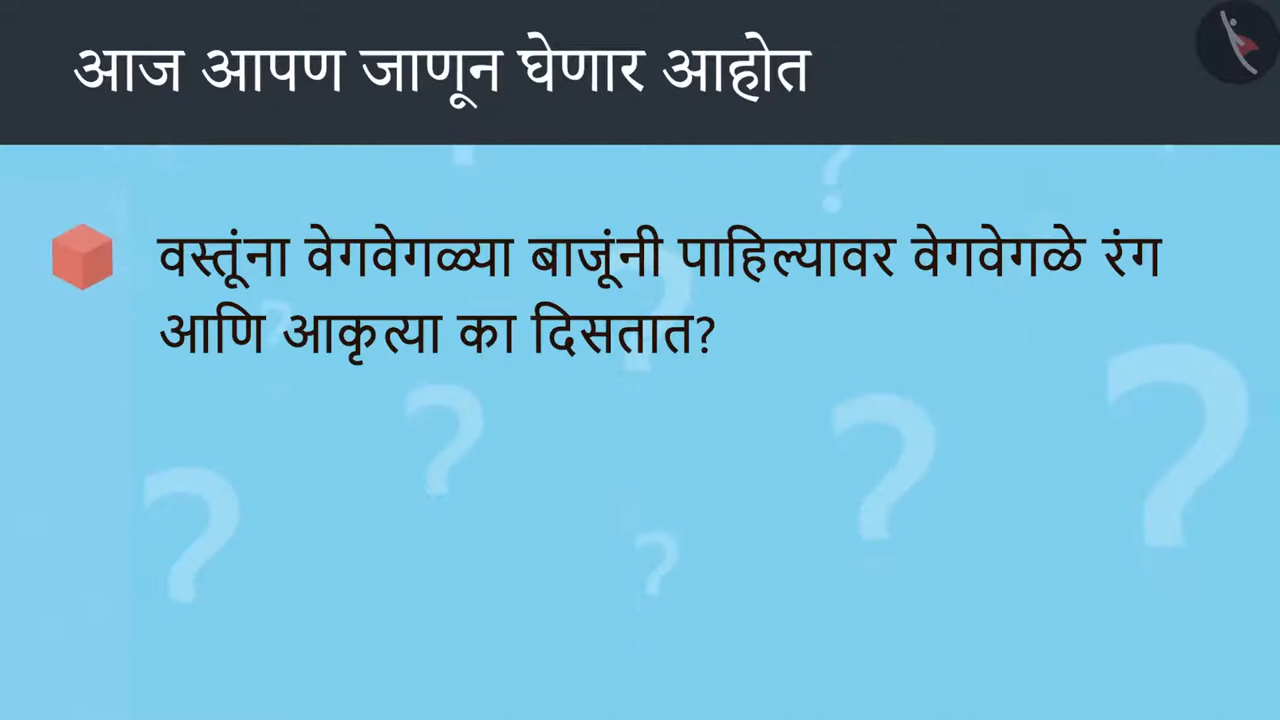 आज आपण जाणून घेणार आहोत
वस्तूंना वेगवेगळ्या बाजूंनी पाहिल्यावर वेगवेगळे रंग
आणि आकृत्या का दिसतात?